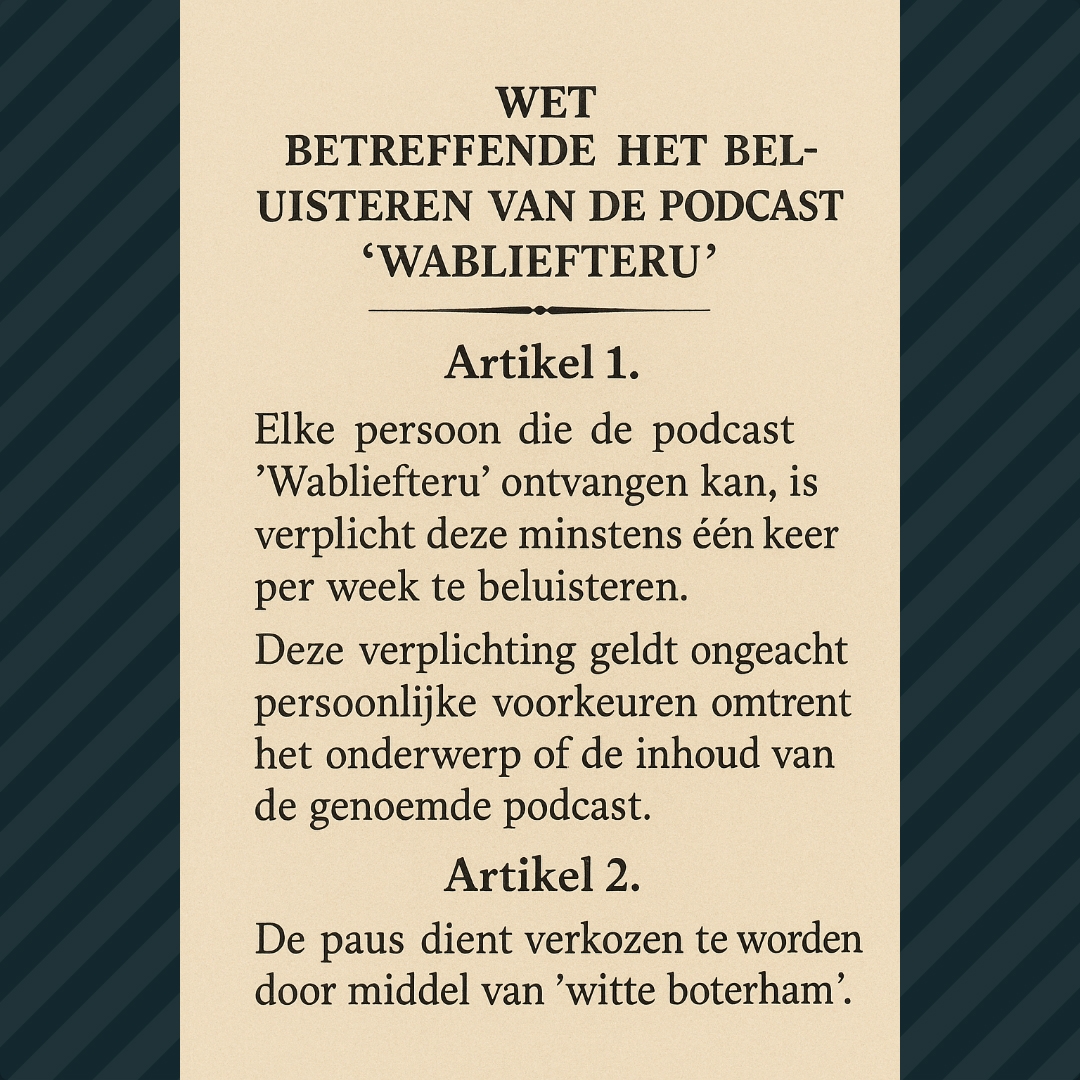 WET
BETREFFENDE HET BEL-
UISTEREN VAN DE PODCAST
‘WABLIEFTERU’
Artikel 1.
Elke persoon die de podcast
’Wabliefteru’ ontvangen kan, is
verplicht deze minstens één keer
per week te beluisteren.
Deze verplichting geldt ongeacht
persoonlijke voorkeuren omtrent
het onderwerp of de inhoud van
de genoemde podcast.
Artikel 2.
De paus dient verkozen te worden
door middel van ’witte boterham’.